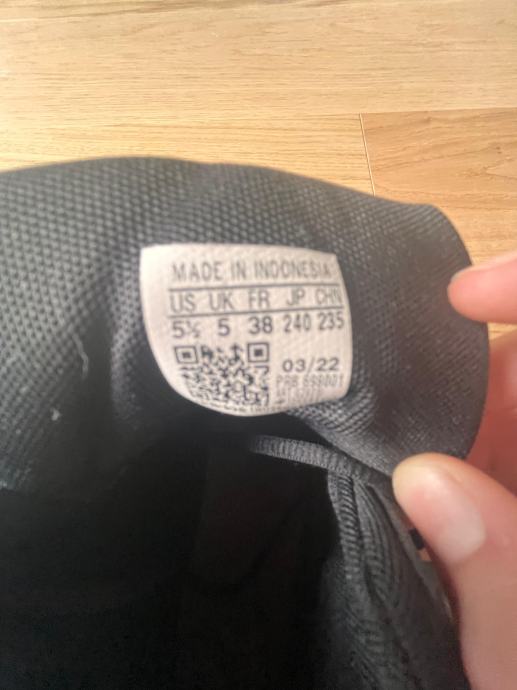 MADE IN INDONESIA
US UK FR JP CHN
5½ 5 38 240 235
03/22